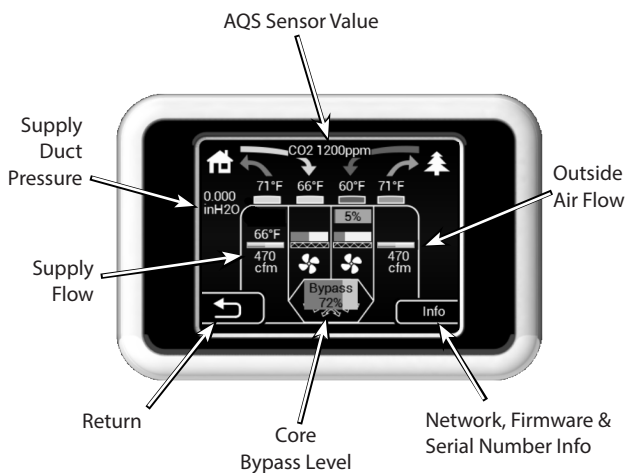 AQS Sensor Value
Supply
Duct
Pressure
CO2 1200ppm
71°F 66°F 60°F 71°F
0.000
inH2O
5%
Outside
Air Flow
66°F
470
cfm
470
cfm
Supply
Flow
Bypass
72%
Info
Return
Core
Bypass Level
Network, Firmware &
Serial Number Info